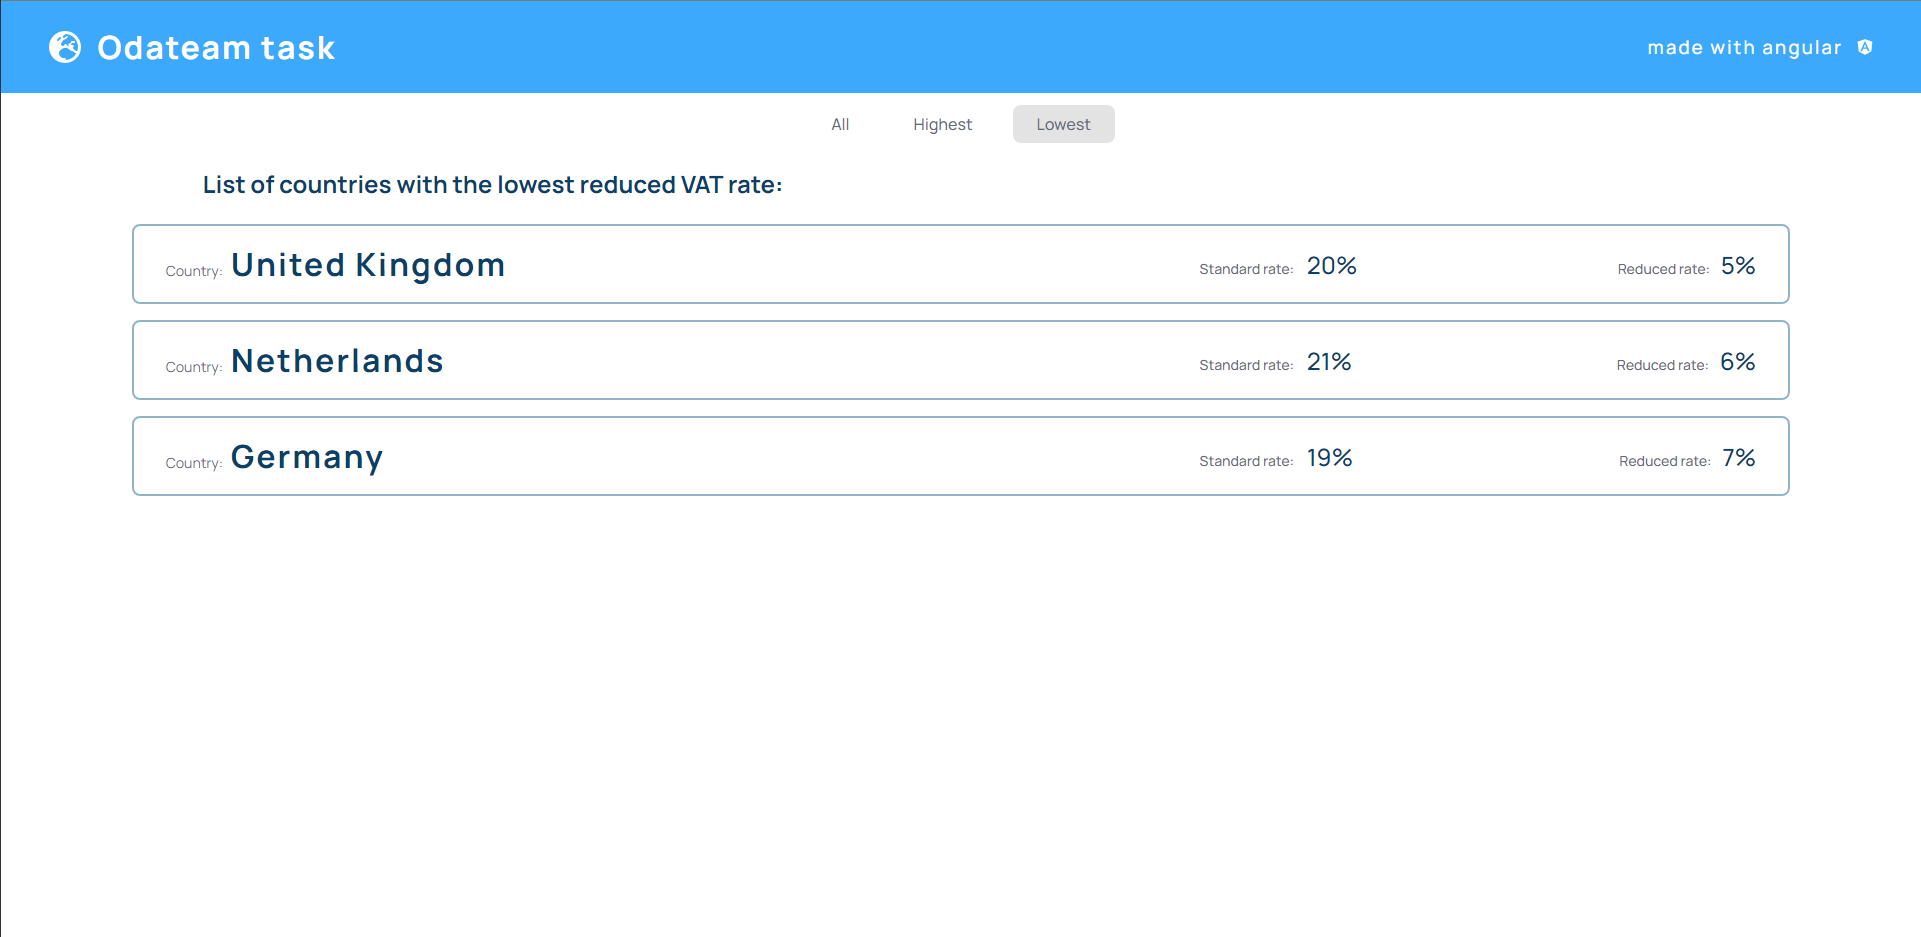 Odateam task
made with angular
All Highest Lowest
List of countries with the lowest reduced VAT rate:
Country: United Kingdom Standard rate: 20% Reduced rate: 5%
Country: Netherlands Standard rate: 21% Reduced rate: 6%
Country: Germany Standard rate: 19% Reduced rate: 7%